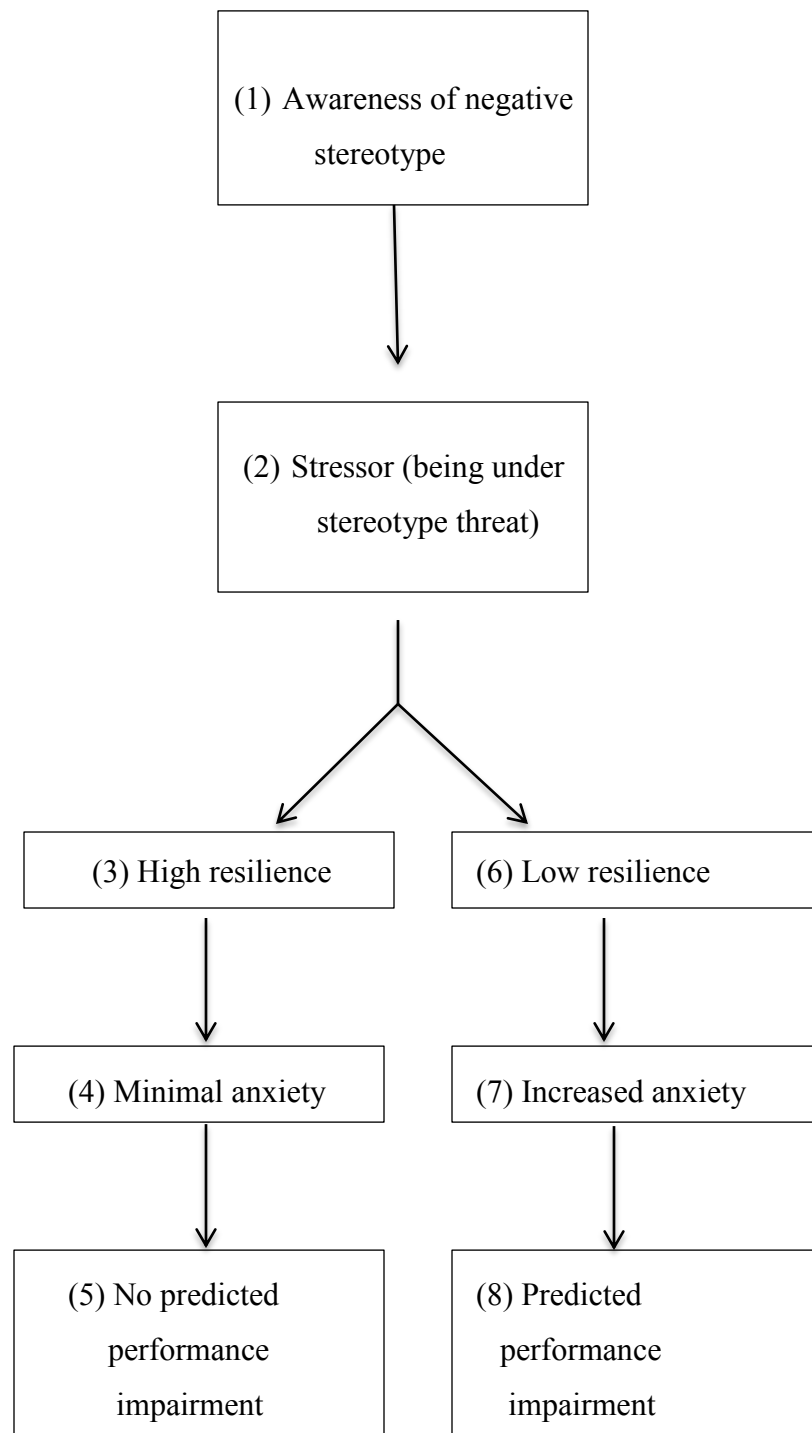 (1) Awareness of negative
stereotype
(2) Stressor (being under
stereotype threat)
(3) High resilience
(6) Low resilience
(4) Minimal anxiety
(7) Increased anxiety
(5) No predicted
performance
impairment
(8) Predicted
performance
impairment